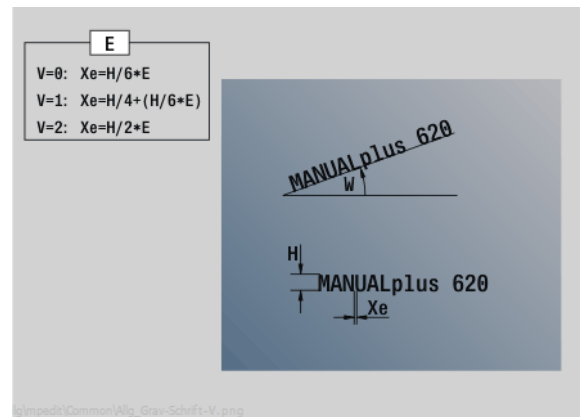 E
V=0: Xe=H/6*E
V=1: Xe=H/4+(H/6*E)
V=2: Xe=H/2*E
MANUALplus 620
W
H
MANUALplus 620
Xe
lg\mpedit\Common\Allg_Grav-Schrift-V.png